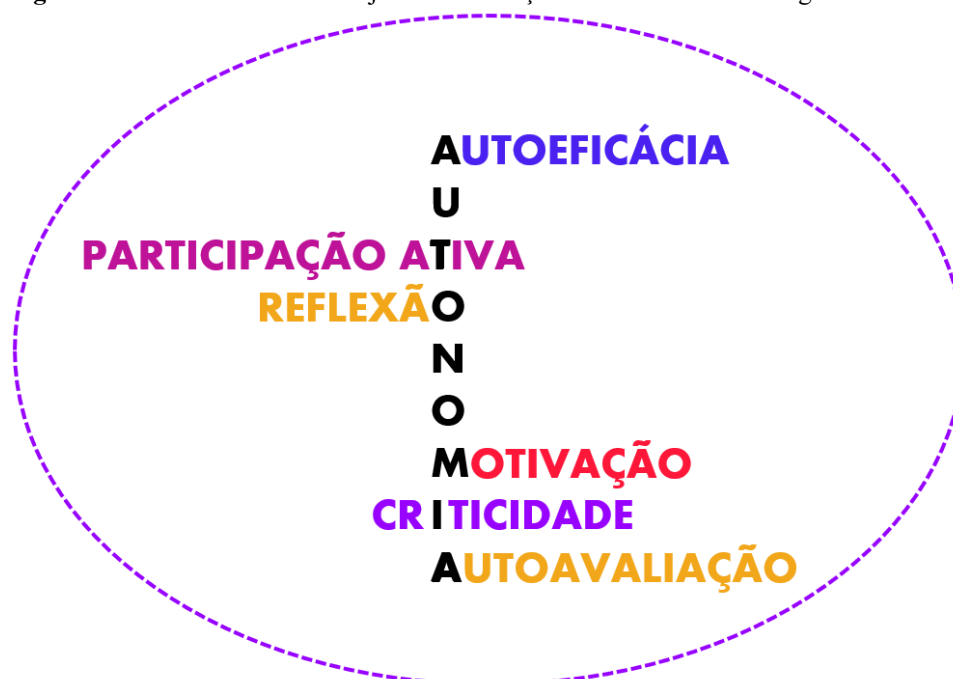 AUTOEFICÁCIA
U
PARTICIPAÇÃO ATIVA
REFLEXÃO
N
O
MOTIVAÇÃO
CRITICIDADE
AUTOAVALIAÇÃO